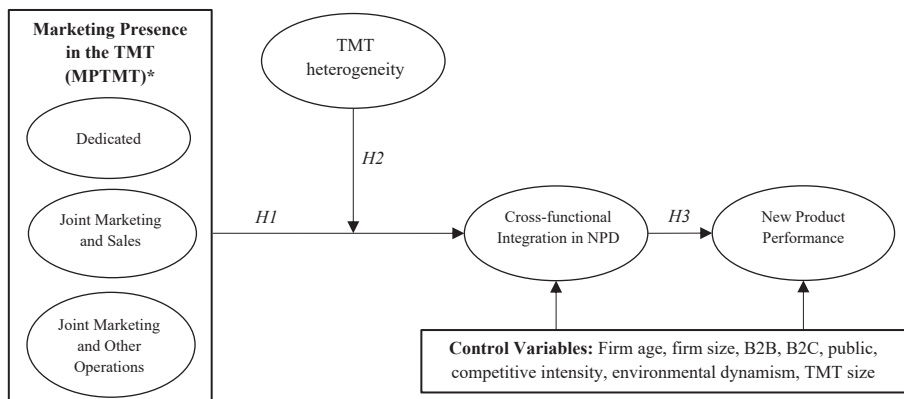 Marketing Presence
in the TMT
(MPTMT)*
Dedicated
Joint Marketing
and Sales
Joint Marketing
and Other
Operations
TMT
heterogeneity
H2
H1
Cross-functional
Integration in NPD
H3
New Product
Performance
Control Variables: Firm age, firm size, B2B, B2C, public,
competitive intensity, environmental dynamism, TMT size